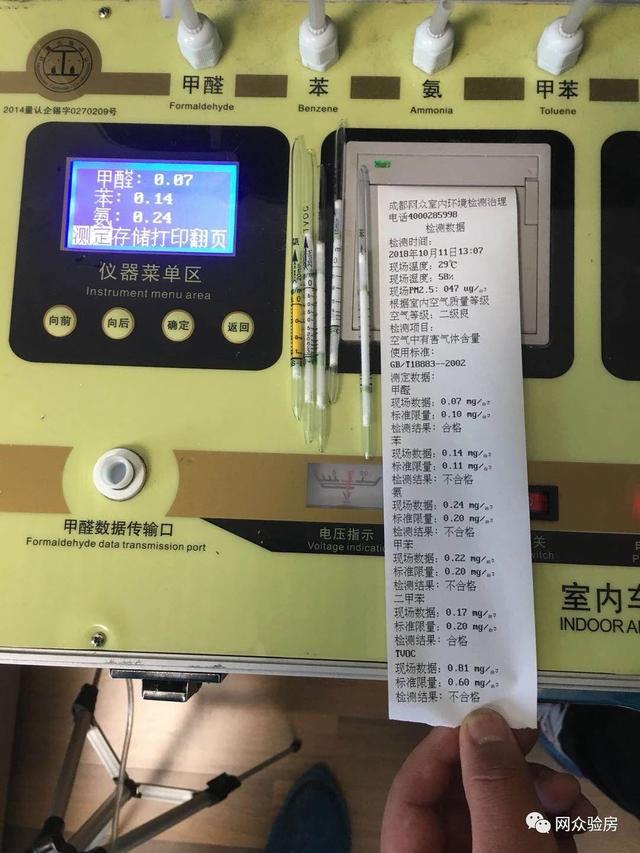 甲醛
Formaldehyde
苯
Benzene
氨
Ammonia
甲苯
Toluene
2014量认企锡字0270209号
甲醛: 0.07
苯: 0.14
氨: 0.24
测定存储打印翻页
仪器菜单区
Instrument menu area
向前
向后
确定
返回
TVOC
成都网众室内环境检测治理
电话4000285998
检测数据
检测时间:
2018年10月11日13:07
现场温度: 29℃
现场湿度: 58%
现场PM2.5: 047 ug/m³
根据室内空气质量等级
空气等级: 二级良
检测项目:
空气中有害气体含量
使用标准:
GB/T18883--2002
测定数据:
甲醛
现场数据: 0.07 mg/m³
标准限量: 0.10 mg/m³
检测结果: 合格
苯
现场数据: 0.14 mg/m³
标准限量: 0.11 mg/m³
检测结果: 不合格
氨
现场数据: 0.24 mg/m³
标准限量: 0.20 mg/m³
检测结果: 不合格
甲苯
现场数据: 0.22 mg/m³
标准限量: 0.20 mg/m³
检测结果: 不合格
二甲苯
现场数据: 0.17 mg/m³
标准限量: 0.20 mg/m³
检测结果: 合格
TVOC
现场数据: 0.81 mg/m³
标准限量: 0.60 mg/m³
检测结果: 不合格
甲醛数据传输口
Formaldehyde data transmission port
电压指示
Voltage indicatio
关
witch
室内车
INDOOR A
网众验房